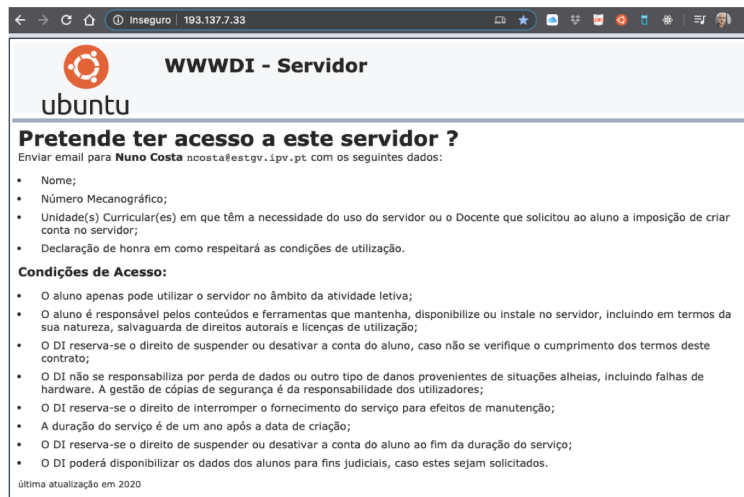 Inseguro | 193.137.7.33
ubuntu
WWWDI - Servidor
Pretende ter acesso a este servidor ?
Enviar email para Nuno Costa ncosta@estgv.ipv.pt com os seguintes dados:
• Nome;
• Número Mecanográfico;
• Unidade(s) Curricular(es) em que têm a necessidade do uso do servidor ou o Docente que solicitou ao aluno a imposição de criar
conta no servidor;
• Declaração de honra em como respeitará as condições de utilização.
Condições de Acesso:
• O aluno apenas pode utilizar o servidor no âmbito da atividade letiva;
• O aluno é responsável pelos conteúdos e ferramentas que mantenha, disponibilize ou instale no servidor, incluindo em termos da
sua natureza, salvaguarda de direitos autorais e licenças de utilização;
• O DI reserva-se o direito de suspender ou desativar a conta do aluno, caso não se verifique o cumprimento dos termos deste
contrato;
• O DI não se responsabiliza por perda de dados ou outro tipo de danos provenientes de situações alheias, incluindo falhas de
hardware. A gestão de cópias de segurança é da responsabilidade dos utilizadores;
• O DI reserva-se o direito de interromper o fornecimento do serviço para efeitos de manutenção;
• A duração do serviço é de um ano após a data de criação;
• O DI reserva-se o direito de suspender ou desativar a conta do aluno ao fim da duração do serviço;
• O DI poderá disponibilizar os dados dos alunos para fins judiciais, caso estes sejam solicitados.
última atualização em 2020